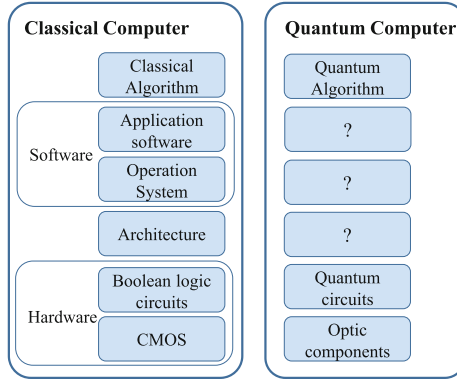 Classical Computer
Classical
Algorithm
Software
Application
software
Operation
System
Architecture
Hardware
Boolean logic
circuits
CMOS
Quantum Computer
Quantum
Algorithm
?
?
?
Quantum
circuits
Optic
components